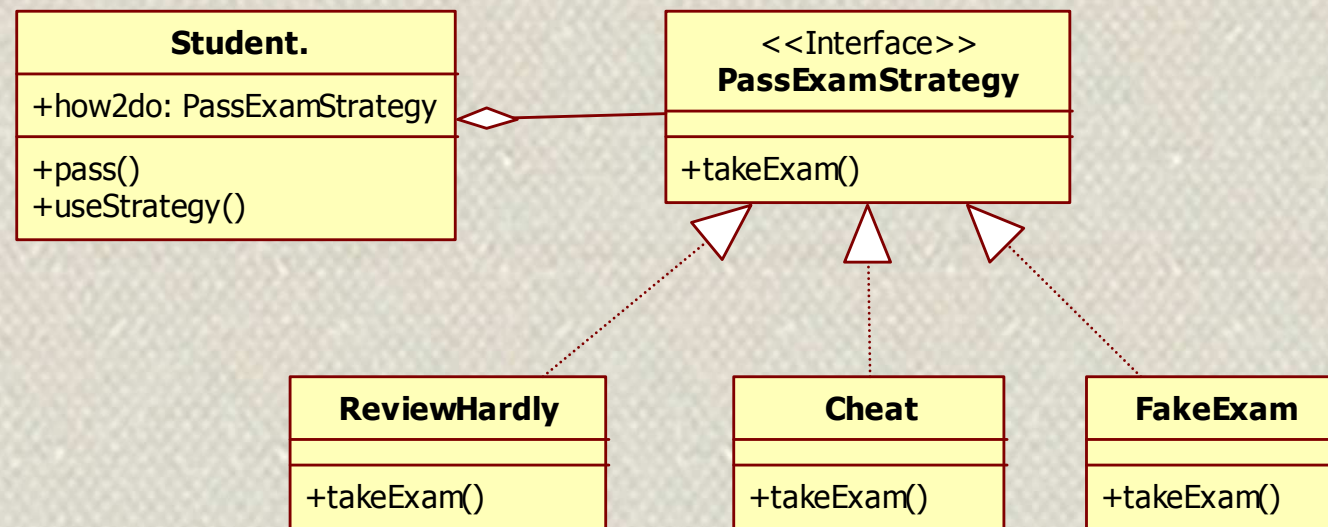 Student.
+how2do: PassExamStrategy
+pass()
+useStrategy()
<<Interface>>
PassExamStrategy
+takeExam()
ReviewHardly
+takeExam()
Cheat
+takeExam()
FakeExam
+takeExam()